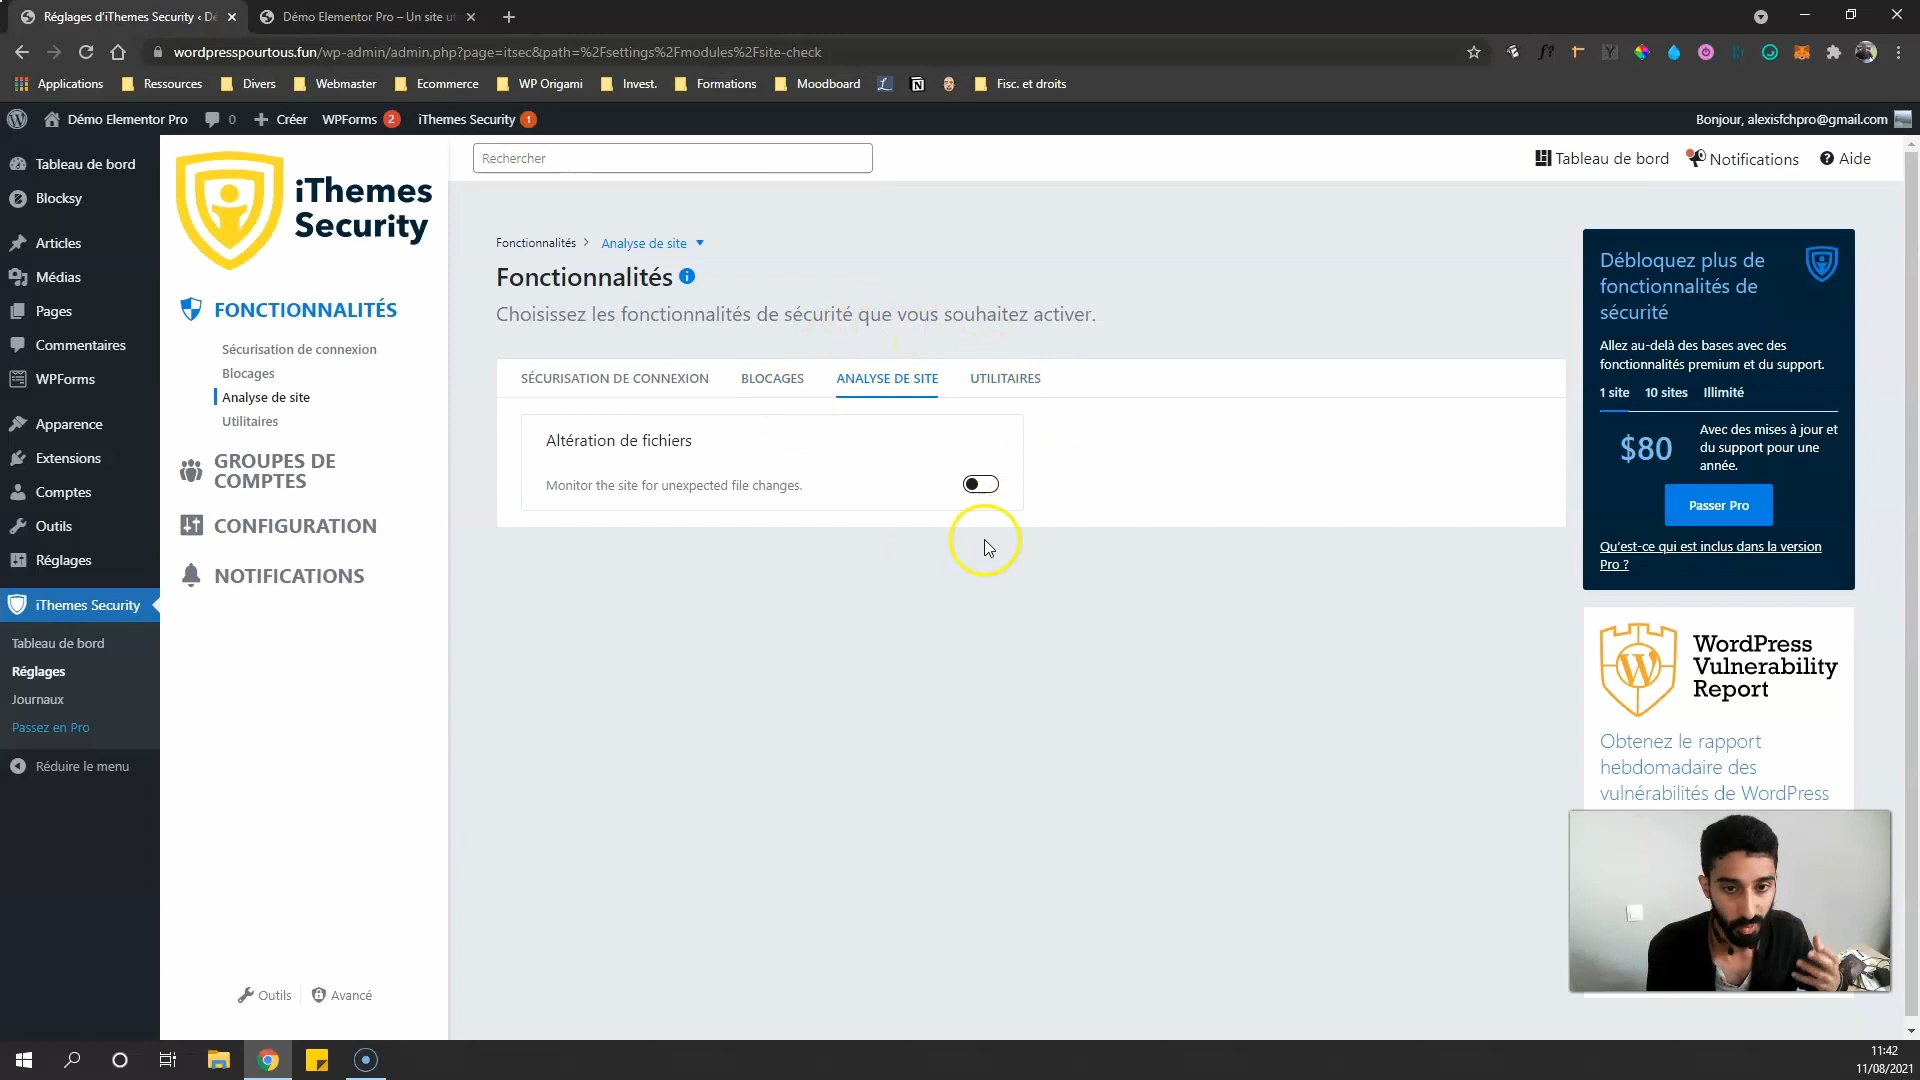 Réglages d'iThemes Security ‹ Dé
Démo Elementor Pro – Un site ut
wordpresspourtous.fun/wp-admin/admin.php?page=itsec&path=%2Fsettings%2Fmodules%2Fsite-check
Applications
Ressources
Divers
Webmaster
Ecommerce
WP Origami
Invest.
Formations
Moodboard
Fisc. et droits
Démo Elementor Pro
0
Créer
WPForms 2
iThemes Security 1
Bonjour, alexisfchpro@gmail.com
Tableau de bord
Blocksy
Articles
Médias
Pages
Commentaires
WPForms
Apparence
Extensions
Comptes
Outils
Réglages
iThemes Security
Tableau de bord
Réglages
Journaux
Passez en Pro
Réduire le menu
iThemes
Security
FONCTIONNALITÉS
Sécurisation de connexion
Blocages
Analyse de site
Utilitaires
GROUPES DE
COMPTES
CONFIGURATION
NOTIFICATIONS
Outils
Avancé
Rechercher
Tableau de bord
Notifications
Aide
Fonctionnalités > Analyse de site
Fonctionnalités
Choisissez les fonctionnalités de sécurité que vous souhaitez activer.
SÉCURISATION DE CONNEXION
BLOCAGES
ANALYSE DE SITE
UTILITAIRES
Altération de fichiers
Monitor the site for unexpected file changes.
Débloquez plus de
fonctionnalités de
sécurité
Allez au-delà des bases avec des
fonctionnalités premium et du support.
1 site
10 sites
Illimité
$80
Avec des mises à jour et
du support pour une
année.
Passer Pro
Qu'est-ce qui est inclus dans la version
Pro ?
WordPress
Vulnerability
Report
Obtenez le rapport
hebdomadaire des
vulnérabilités de WordPress
11:42
11/08/2021